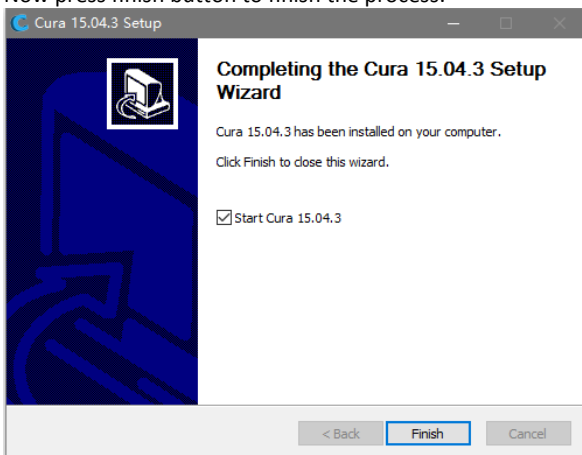 Now press finish button to finish the process.
Cura 15.04.3 Setup
Completing the Cura 15.04.3 Setup
Wizard
Cura 15.04.3 has been installed on your computer.
Click Finish to close this wizard.
Start Cura 15.04.3
< Back
Finish
Cancel